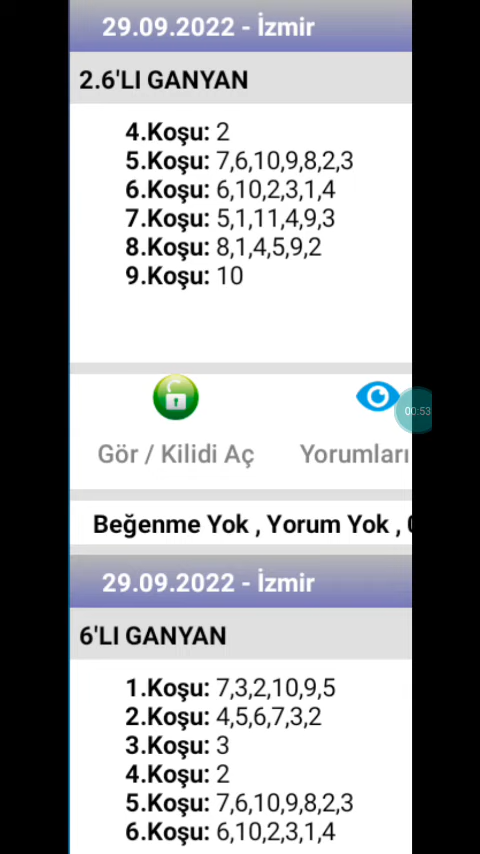 29.09.2022 - İzmir
2.6'LI GANYAN
4.Koşu: 2
5.Koşu: 7,6,10,9,8,2,3
6.Koşu: 6,10,2,3,1,4
7.Koşu: 5,1,11,4,9,3
8.Koşu: 8,1,4,5,9,2
9.Koşu: 10
00:53
Gör / Kilidi Aç
Yorumları
Beğenme Yok , Yorum Yok ,
29.09.2022 - İzmir
6'LI GANYAN
1.Koşu: 7,3,2,10,9,5
2.Koşu: 4,5,6,7,3,2
3.Koşu: 3
4.Koşu: 2
5.Koşu: 7,6,10,9,8,2,3
6.Koşu: 6,10,2,3,1,4